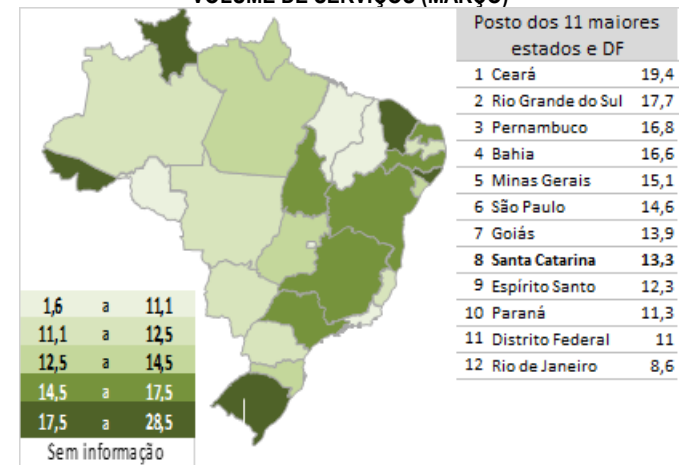 VOLUME DE SERVIÇOS (MARÇO)
Posto dos 11 maiores
estados e DF
1 Ceará 19,4
2 Rio Grande do Sul 17,7
3 Pernambuco 16,8
4 Bahia 16,6
5 Minas Gerais 15,1
6 São Paulo 14,6
7 Goiás 13,9
8 Santa Catarina 13,3
9 Espírito Santo 12,3
10 Paraná 11,3
11 Distrito Federal 11
12 Rio de Janeiro 8,6
1,6 a 11,1
11,1 a 12,5
12,5 a 14,5
14,5 a 17,5
17,5 a 28,5
Sem informação